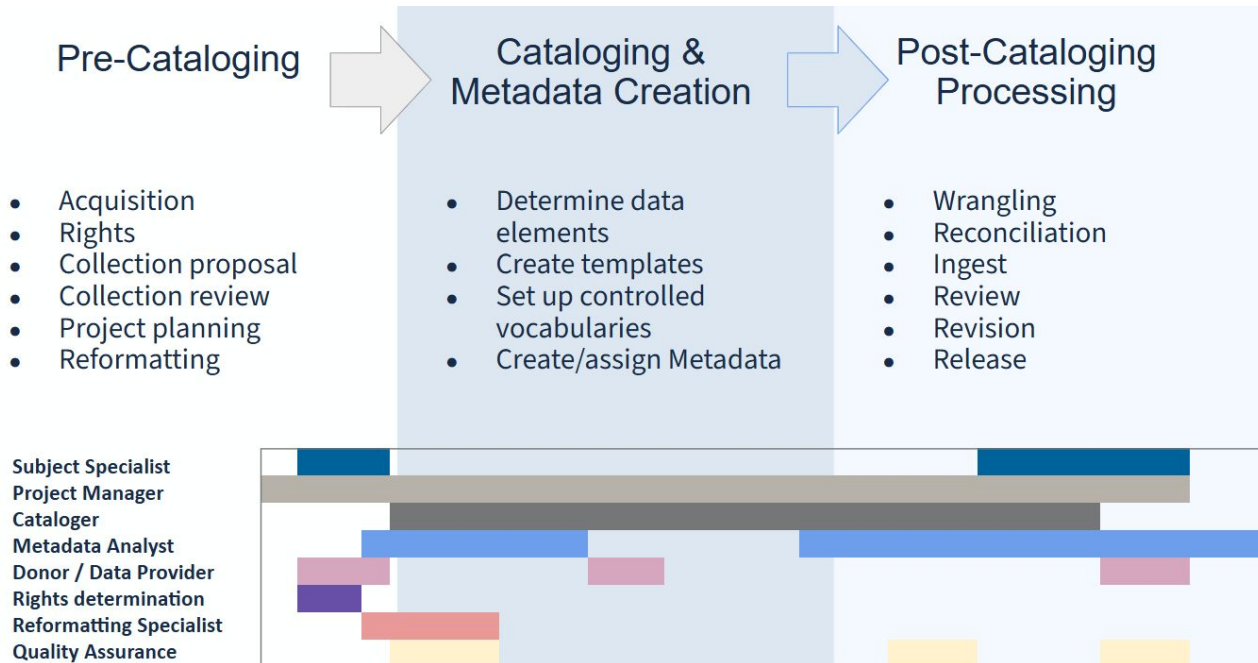 Pre-Cataloging
Cataloging &
Metadata Creation
Post-Cataloging
Processing
• Acquisition
• Rights
• Collection proposal
• Collection review
• Project planning
• Reformatting
• Determine data
elements
• Create templates
• Set up controlled
vocabularies
• Create/assign Metadata
• Wrangling
• Reconciliation
• Ingest
• Review
• Revision
• Release
Subject Specialist
Project Manager
Cataloger
Metadata Analyst
Donor / Data Provider
Rights determination
Reformatting Specialist
Quality Assurance